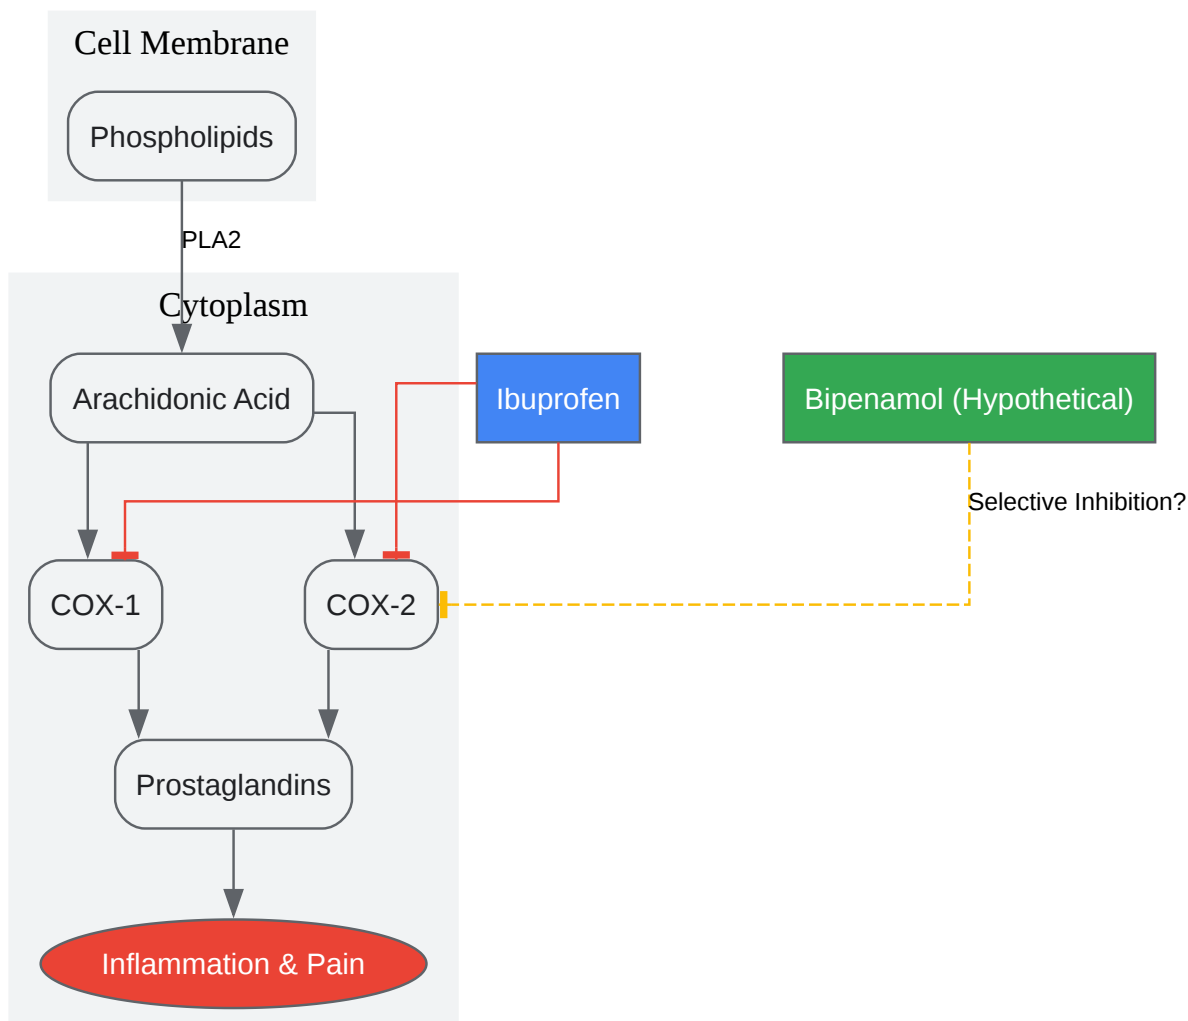 Cell Membrane
Phospholipids
PLA2
Cytoplasm
Arachidonic Acid
Ibuprofen
Bipenamol (Hypothetical)
Selective Inhibition?
COX-1
COX-2
Prostaglandins
Inflammation & Pain